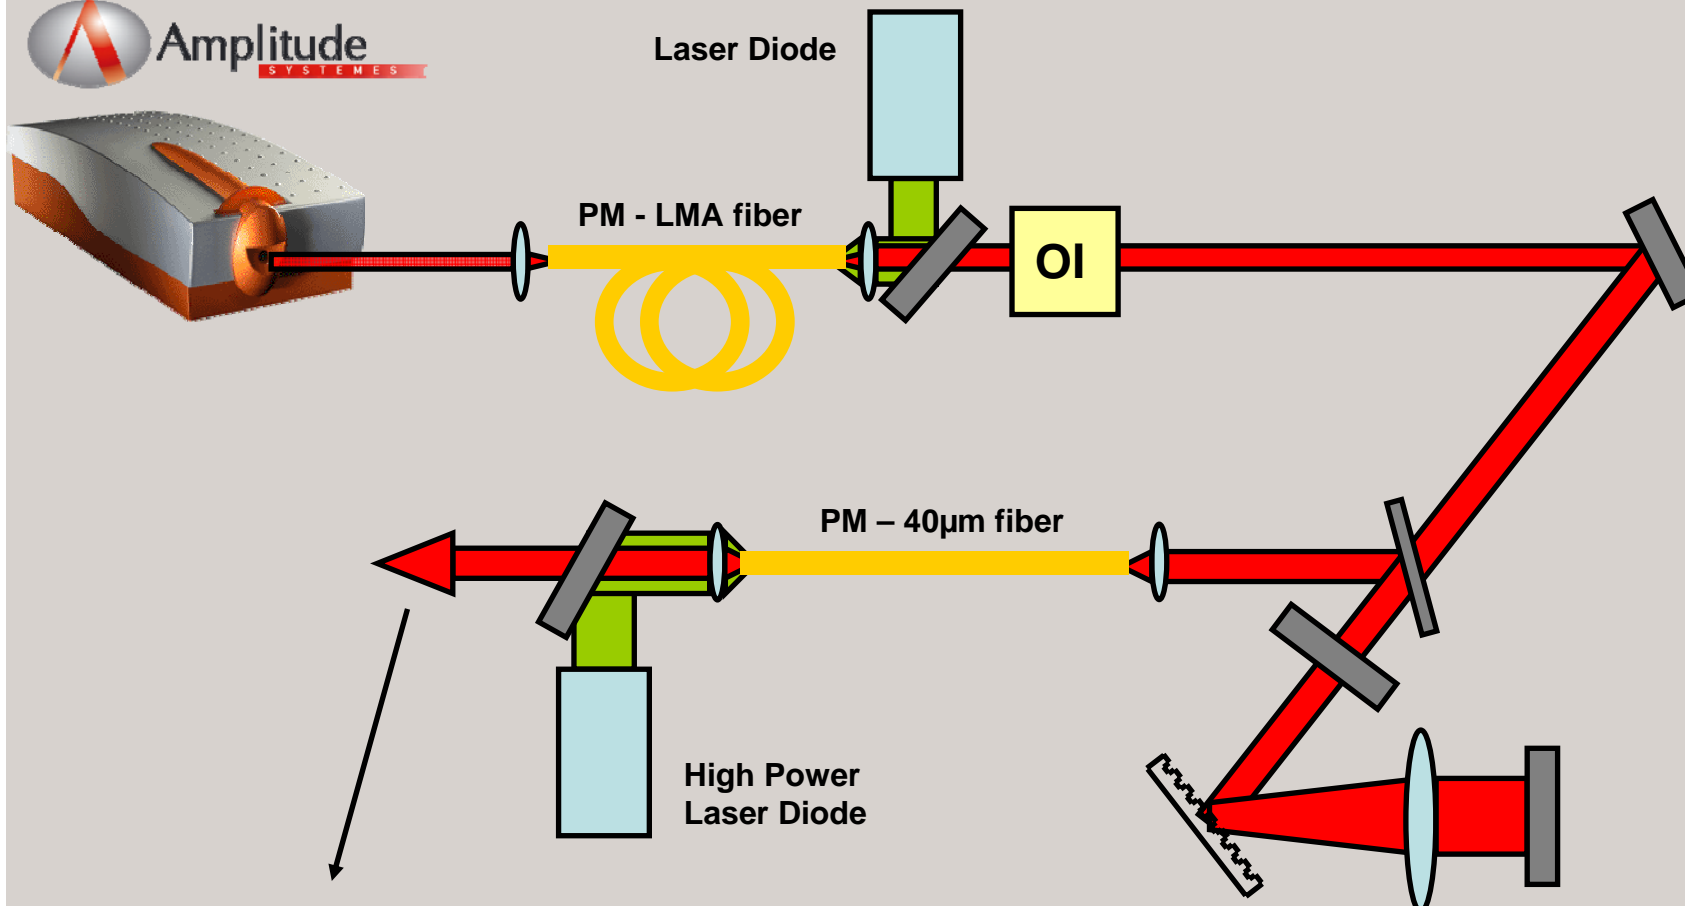 Amplitude
SYSTEMES
Laser Diode
PM - LMA fiber
OI
PM – 40µm fiber
High Power
Laser Diode